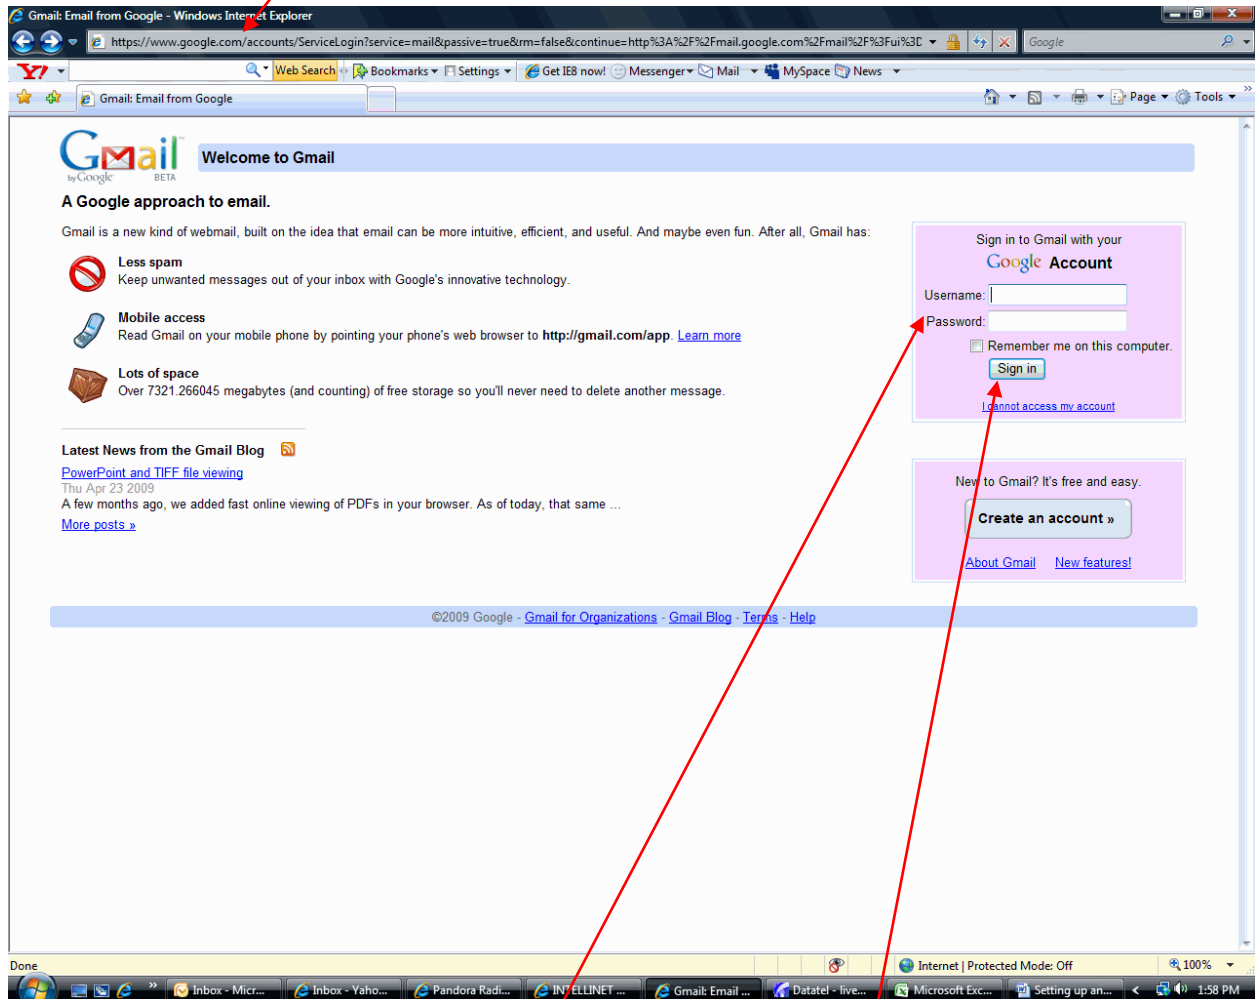 Gmail: Email from Google - Windows Internet Explorer
https://www.google.com/accounts/ServiceLogin?service=mail&passive=true&rm=false&continue=http%3A%2F%2Fmail.google.com%2Fmail%2F%3Fui%3D
Google
Y! Web Search Bookmarks Settings Get IE8 now! Messenger Mail MySpace News
Gmail: Email from Google
Page Tools »
Gmail
by Google BETA
Welcome to Gmail
A Google approach to email.
Gmail is a new kind of webmail, built on the idea that email can be more intuitive, efficient, and useful. And maybe even fun. After all, Gmail has:
Less spam
Keep unwanted messages out of your inbox with Google's innovative technology.
Mobile access
Read Gmail on your mobile phone by pointing your phone's web browser to http://gmail.com/app. Learn more
Lots of space
Over 7321.266045 megabytes (and counting) of free storage so you'll never need to delete another message.
Latest News from the Gmail Blog
PowerPoint and TIFF file viewing
Thu Apr 23 2009
A few months ago, we added fast online viewing of PDFs in your browser. As of today, that same ...
More posts »
Sign in to Gmail with your
Google Account
Username:
Password:
Remember me on this computer.
Sign in
I cannot access my account
New to Gmail? It's free and easy.
Create an account »
About Gmail New features!
©2009 Google - Gmail for Organizations - Gmail Blog - Terms - Help
Done
Internet | Protected Mode: Off
100%
» Inbox - Micr... Inbox - Yaho... Pandora Radi... INTELLINET ... Gmail: Email ... Datatel - live... Microsoft Exc... Setting up an... < 1:58 PM